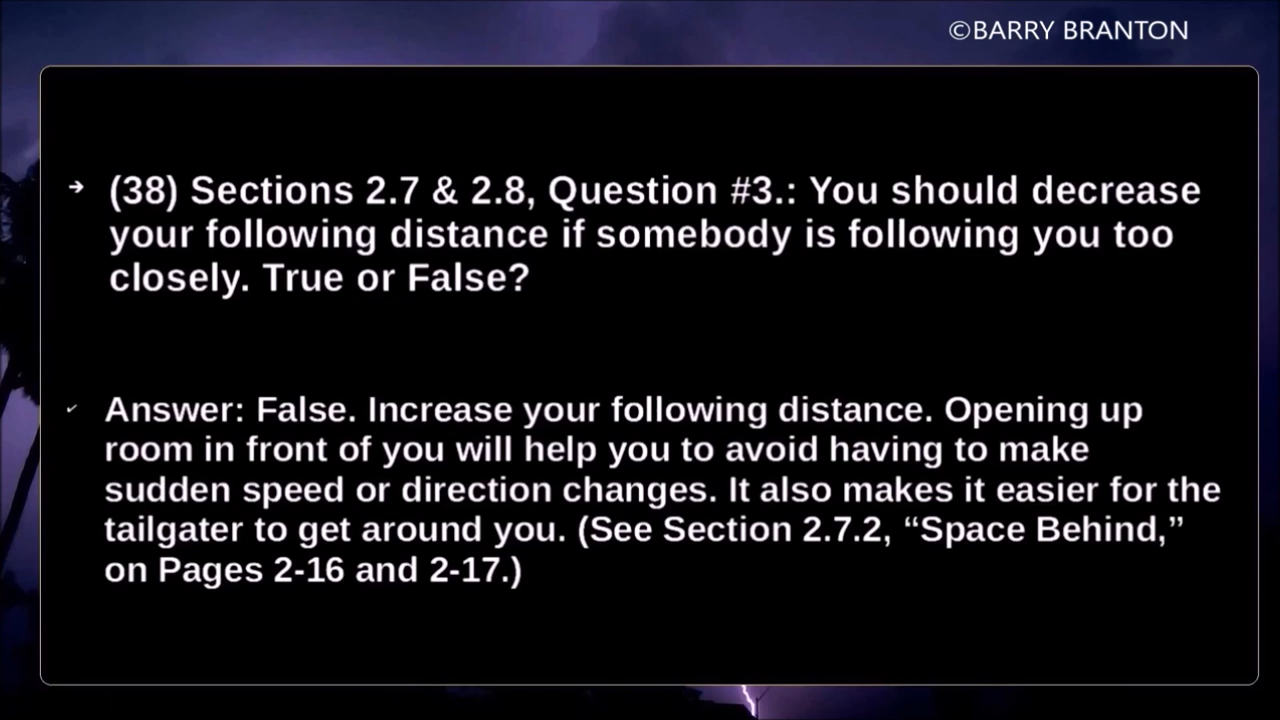 ©BARRY BRANTON
➔ (38) Sections 2.7 & 2.8, Question #3.: You should decrease
your following distance if somebody is following you too
closely. True or False?
✓ Answer: False. Increase your following distance. Opening up
room in front of you will help you to avoid having to make
sudden speed or direction changes. It also makes it easier for the
tailgater to get around you. (See Section 2.7.2, “Space Behind,”
on Pages 2-16 and 2-17.)